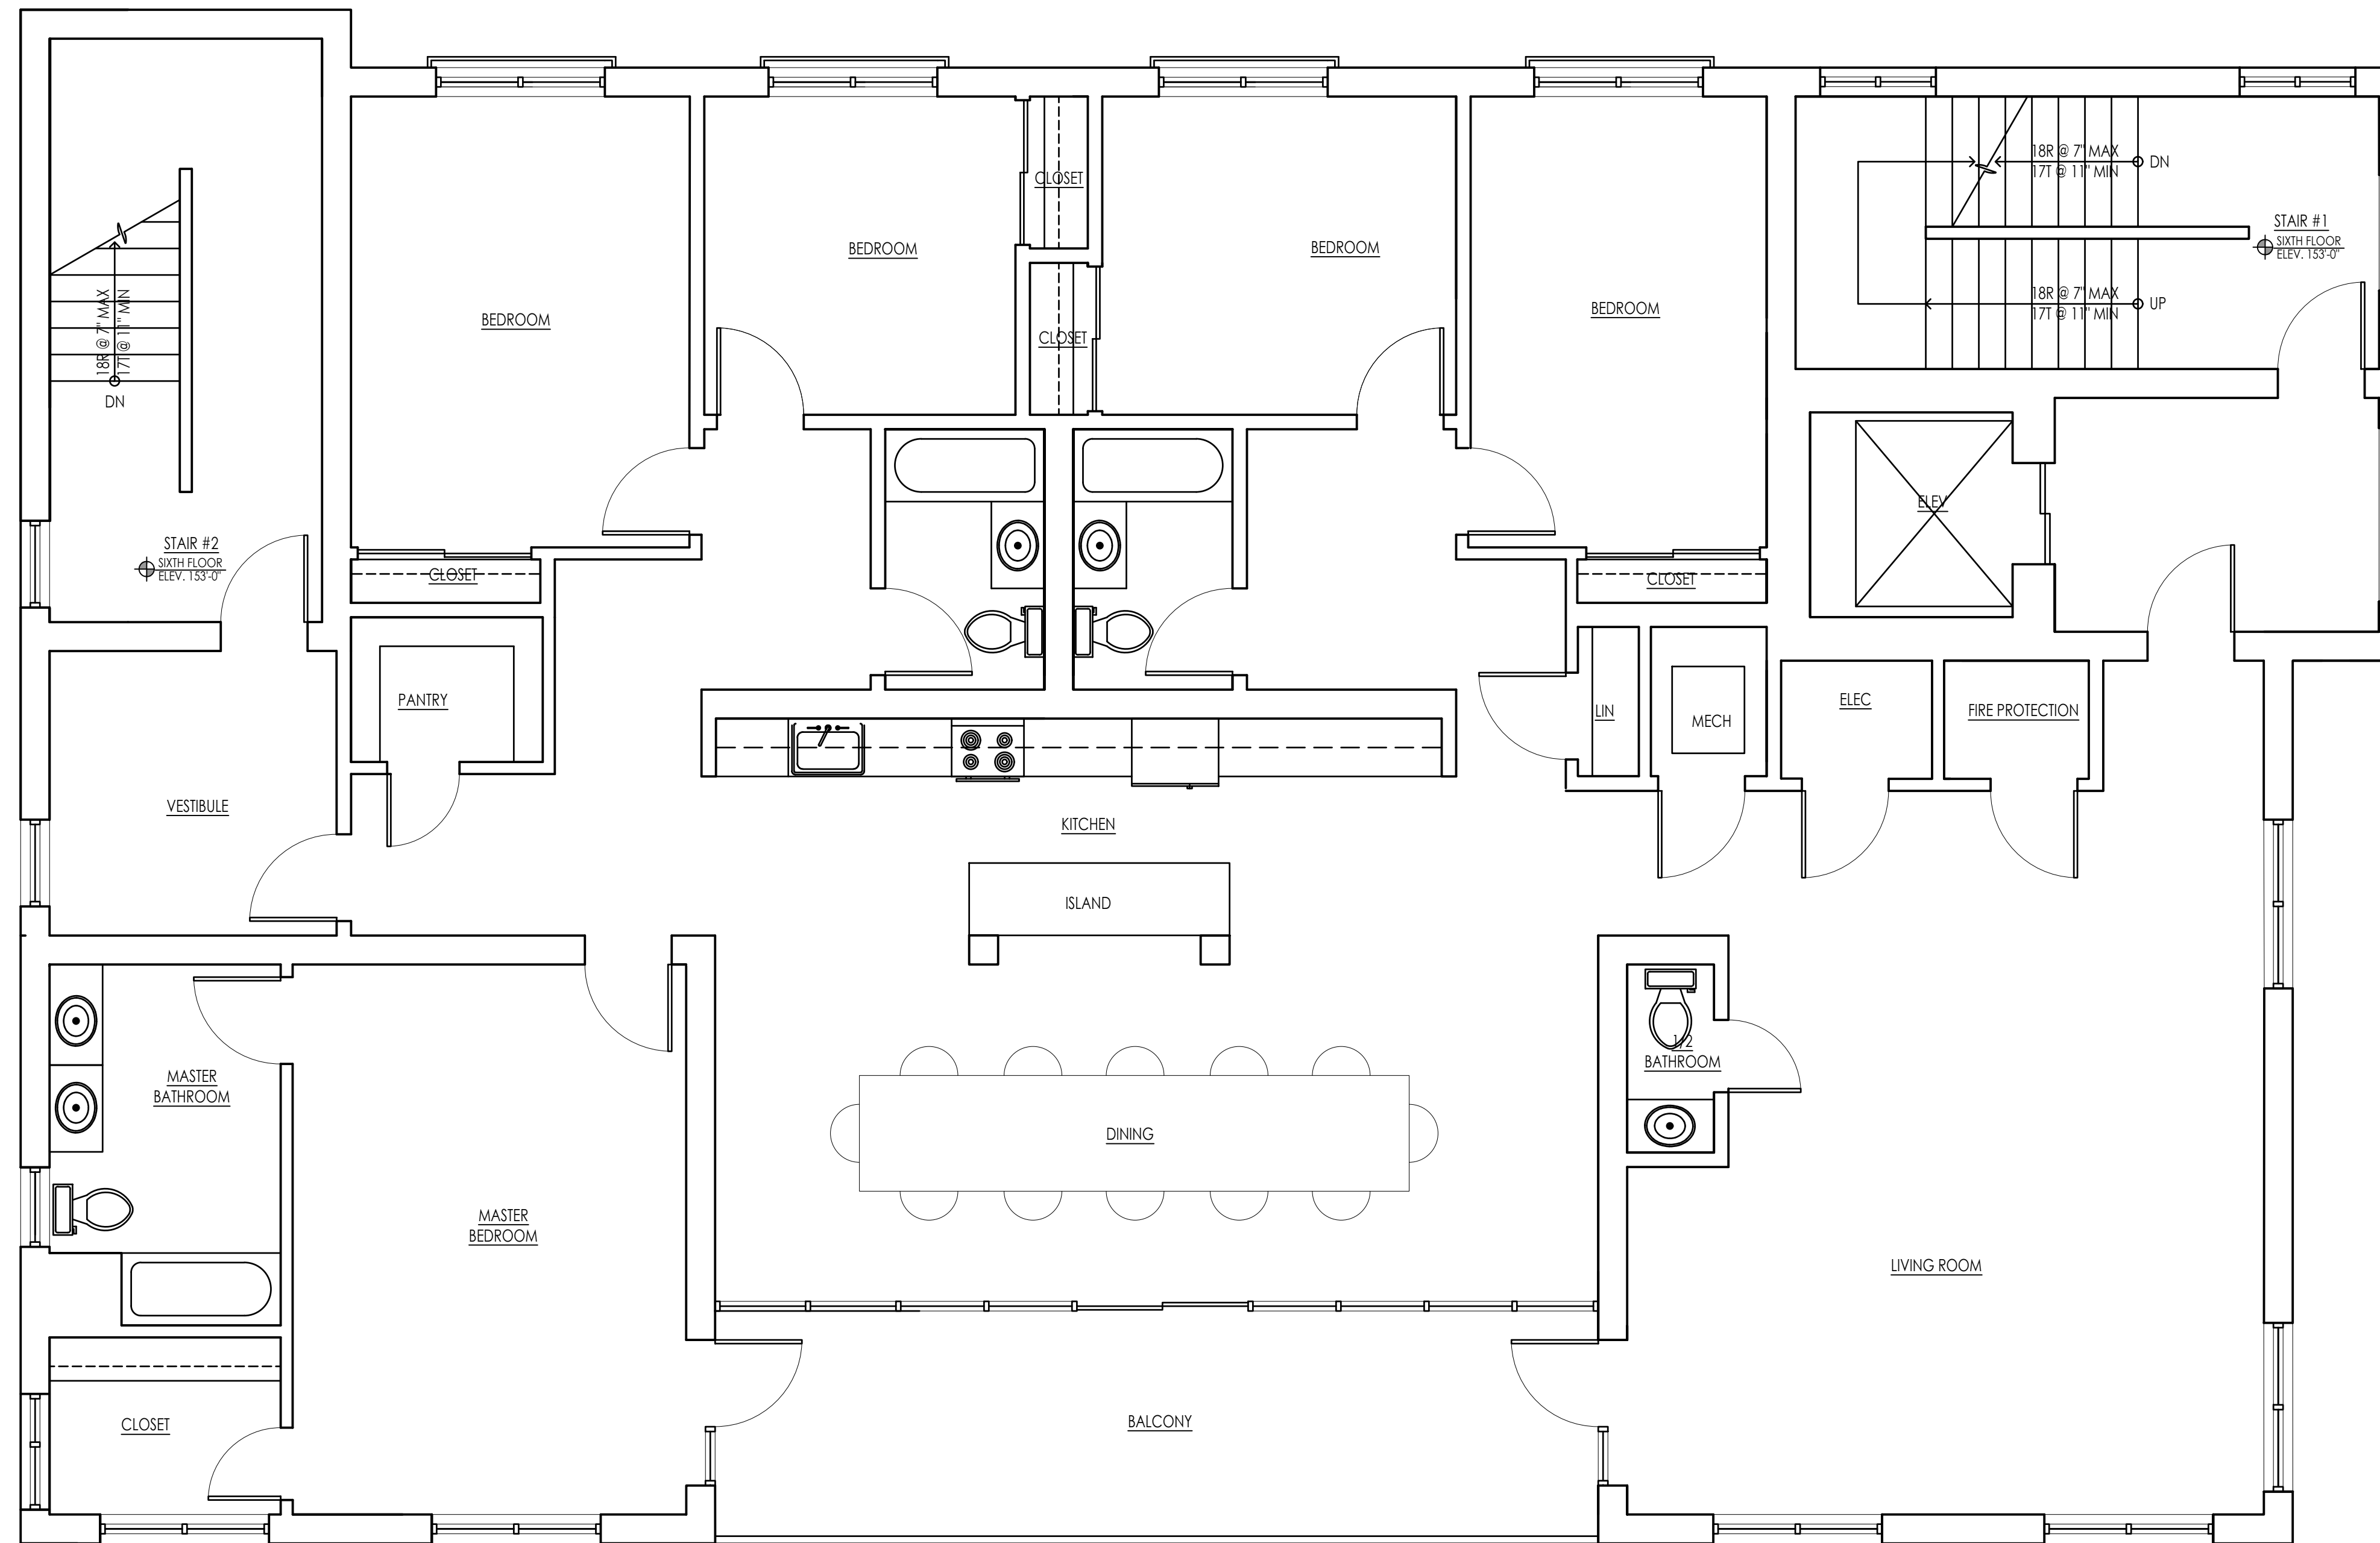 18R @ 7" MAX
17T @ 11" MIN
DN
STAIR #2
SIXTH FLOOR
ELEV. 153'-0"
BEDROOM
CLOSET
BEDROOM
CLOSET
CLOSET
BEDROOM
BEDROOM
CLOSET
18R @ 7" MAX
17T @ 11" MIN
DN
18R @ 7" MAX
17T @ 11" MIN
UP
STAIR #1
SIXTH FLOOR
ELEV. 153'-0"
ELEV
PANTRY
VESTIBULE
LIN
MECH
ELEC
FIRE PROTECTION
KITCHEN
ISLAND
MASTER
BATHROOM
MASTER
BEDROOM
DINING
1/2
BATHROOM
LIVING ROOM
CLOSET
BALCONY